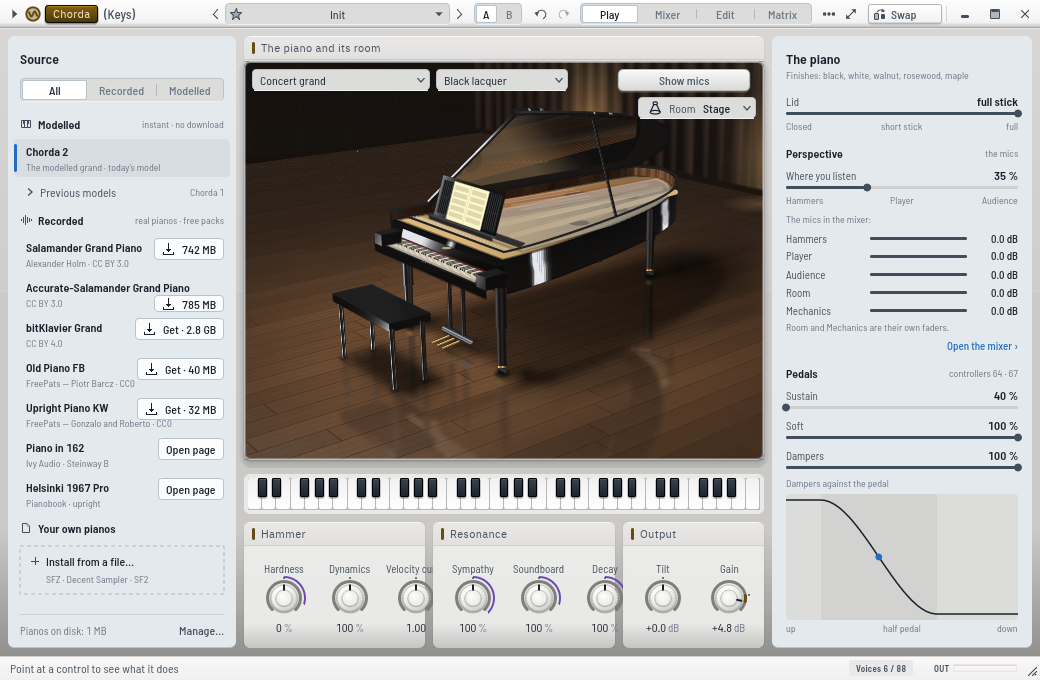 Chorda (Keys)
Init
A B
Play Mixer Edit Matrix
Swap
Source
All Recorded Modelled
Modelled instant · no download
Chorda 2
The modelled grand · today's model
Previous models Chorda 1
Recorded real pianos · free packs
Salamander Grand Piano 742 MB
Alexander Holm · CC BY 3.0
Accurate-Salamander Grand Piano
CC BY 3.0 785 MB
bitKlavier Grand Get · 2.8 GB
CC BY 4.0
Old Piano FB Get · 40 MB
FreePats — Piotr Barcz · CC0
Upright Piano KW Get · 32 MB
FreePats — Gonzalo and Roberto · CC0
Piano in 162 Open page
Ivy Audio · Steinway B
Helsinki 1967 Pro Open page
Pianobook · upright
Your own pianos
Install from a file...
SFZ · Decent Sampler · SF2
Pianos on disk: 1 MB Manage...
The piano and its room
Concert grand Black lacquer Show mics
Room Stage
Hammer
Hardness Dynamics Velocity cu
0 % 100 % 1.00
Resonance
Sympathy Soundboard Decay
100 % 100 % 100 %
Output
Tilt Gain
+0.0 dB +4.8 dB
The piano
Finishes: black, white, walnut, rosewood, maple
Lid full stick
Closed short stick full
Perspective the mics
Where you listen 35 %
Hammers Player Audience
The mics in the mixer:
Hammers 0.0 dB
Player 0.0 dB
Audience 0.0 dB
Room 0.0 dB
Mechanics 0.0 dB
Room and Mechanics are their own faders.
Open the mixer ›
Pedals controllers 64 · 67
Sustain 40 %
Soft 100 %
Dampers 100 %
Dampers against the pedal
up half pedal down
Point at a control to see what it does
Voices 6 / 88 OUT